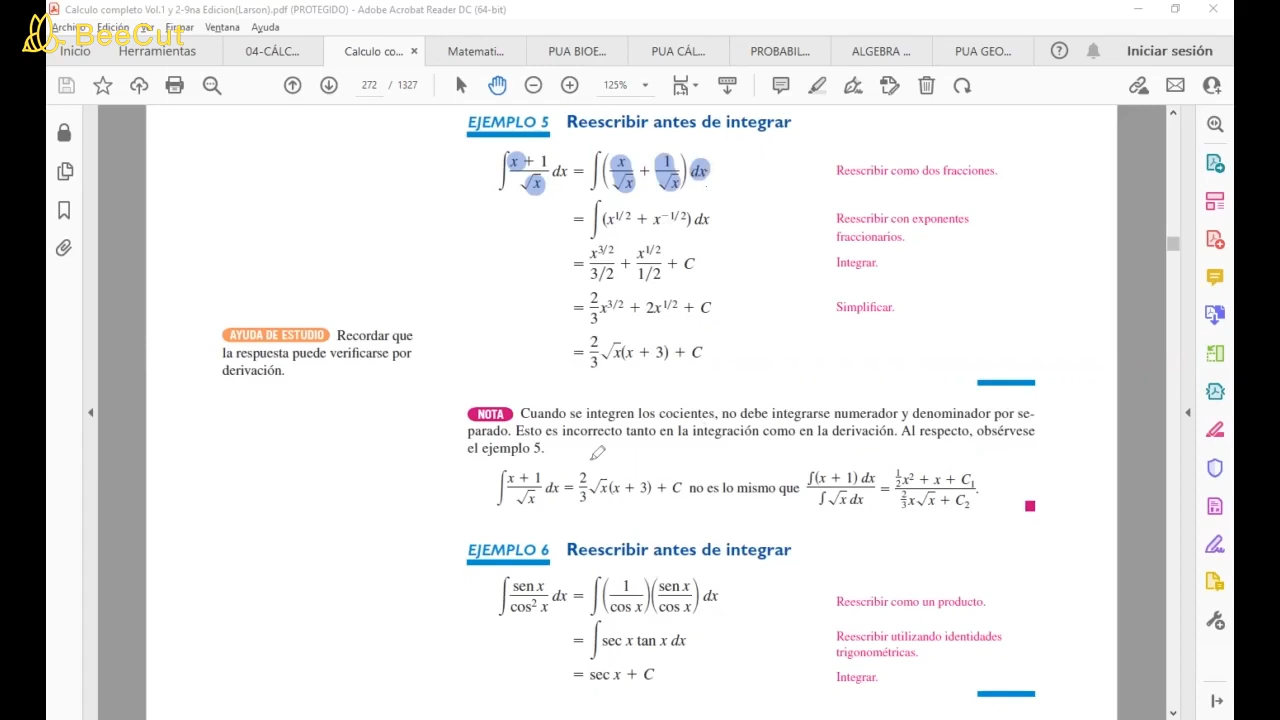 Calculo completo Vol.1 y 2-9na Edicion(Larson).pdf (PROTEGIDO) - Adobe Acrobat Reader DC (64-bit)
Archivo Edición Ver Firmar Ventana Ayuda
BeeCut
Inicio Herramientas 04-CÁLC... Calculo co... × Matemati... PUA BIOE... PUA CÁL... PROBABIL... ALGEBRA ... PUA GEO... Iniciar sesión
272 / 1327 125%
EJEMPLO 5 Reescribir antes de integrar
∫ (x + 1)/√x dx = ∫ (x/√x + 1/√x) dx Reescribir como dos fracciones.
= ∫ (x^{1/2} + x^{−1/2}) dx Reescribir con exponentes
fraccionarios.
= x^{3/2}/(3/2) + x^{1/2}/(1/2) + C Integrar.
= 2/3 x^{3/2} + 2x^{1/2} + C Simplificar.
= 2/3 √x(x + 3) + C
AYUDA DE ESTUDIO Recordar que
la respuesta puede verificarse por
derivación.
NOTA Cuando se integren los cocientes, no debe integrarse numerador y denominador por se-
parado. Esto es incorrecto tanto en la integración como en la derivación. Al respecto, obsérvese
el ejemplo 5.
∫ (x + 1)/√x dx = 2/3 √x(x + 3) + C no es lo mismo que ∫(x + 1) dx / ∫√x dx = (1/2 x² + x + C₁)/(2/3 x√x + C₂).
EJEMPLO 6 Reescribir antes de integrar
∫ sen x/cos² x dx = ∫ (1/cos x)(sen x/cos x) dx Reescribir como un producto.
= ∫ sec x tan x dx Reescribir utilizando identidades
trigonométricas.
= sec x + C Integrar.